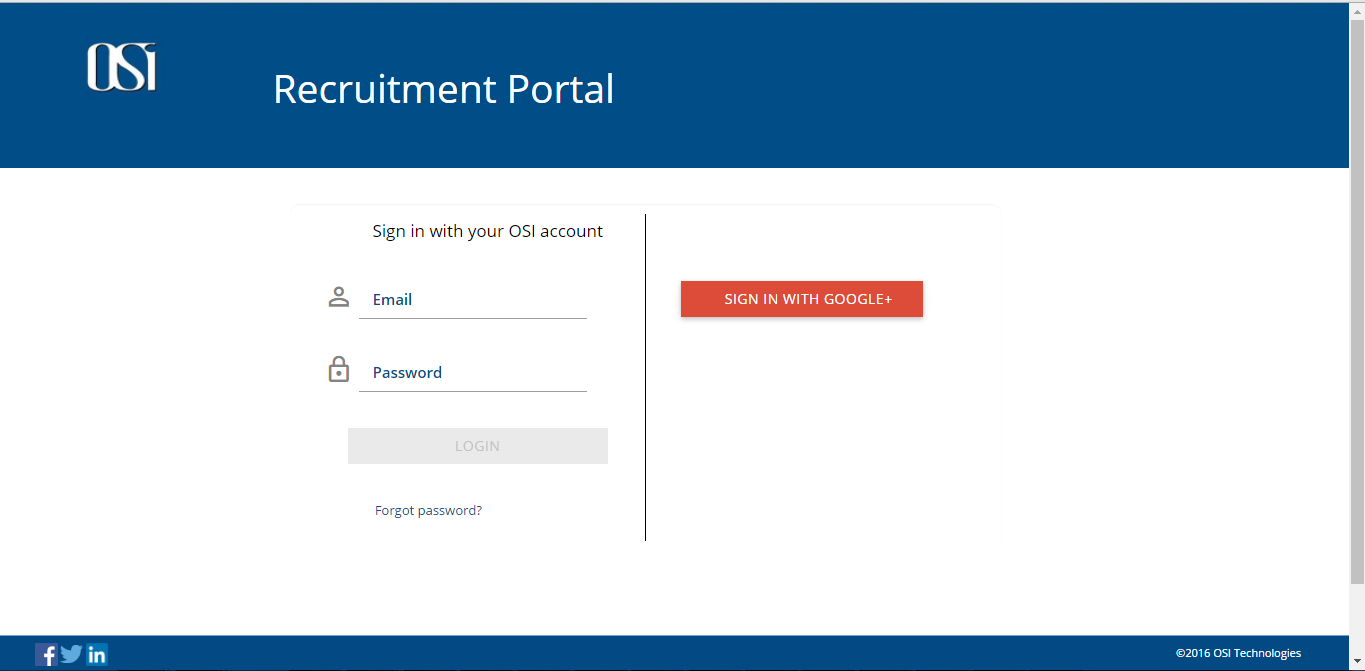 OSi
Recruitment Portal
Sign in with your OSI account
Email
SIGN IN WITH GOOGLE+
Password
LOGIN
Forgot password?
f in
©2016 OSI Technologies